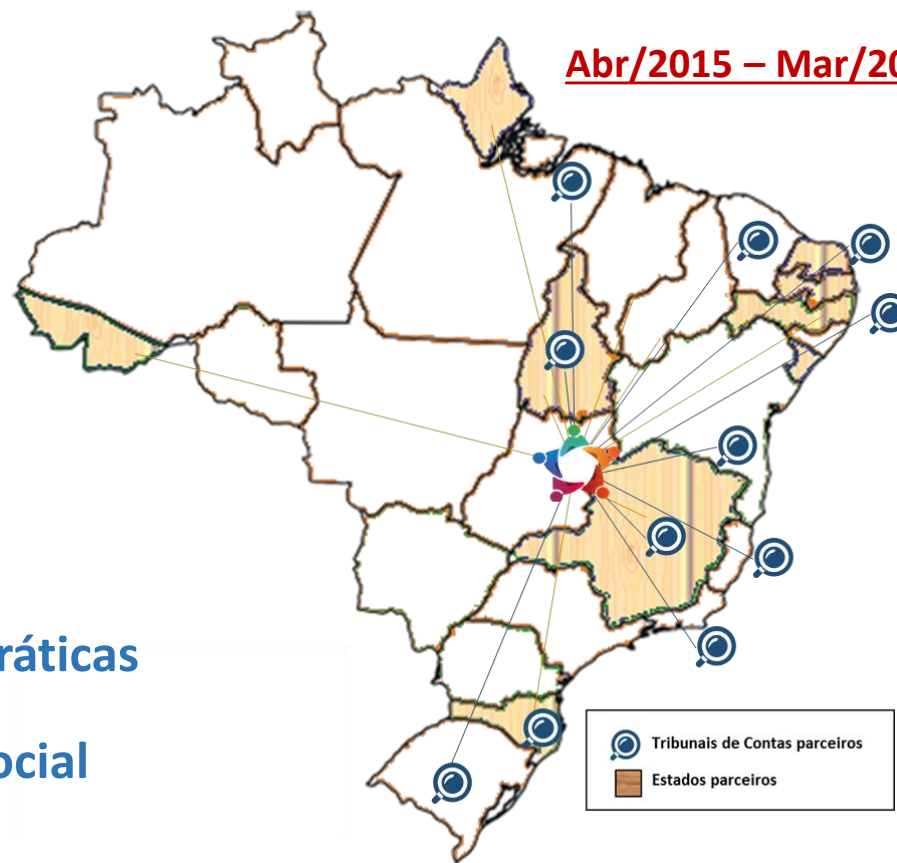 Abr/2015 – Mar/20
ráticas
ocial
Tribunais de Contas parceiros
Estados parceiros